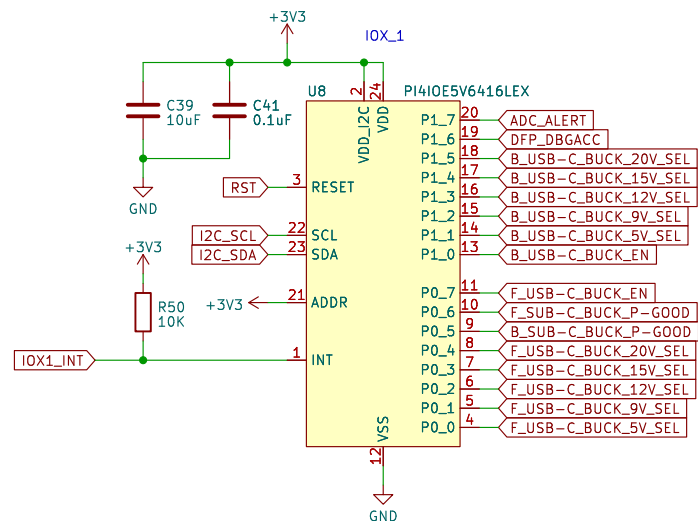 +3V3
IOX_1
U8
PI4IOE5V6416LEX
C39
10uF
C41
0.1uF
2
24
VDD_I2C
VDD
P1_7
20
ADC_ALERT
P1_6
19
DFP_DBGACC
P1_5
18
B_USB-C_BUCK_20V_SEL
P1_4
17
B_USB-C_BUCK_15V_SEL
P1_3
16
B_USB-C_BUCK_12V_SEL
P1_2
15
B_USB-C_BUCK_9V_SEL
P1_1
14
B_USB-C_BUCK_5V_SEL
P1_0
13
B_USB-C_BUCK_EN
RST
3
RESET
GND
I2C_SCL
22
SCL
I2C_SDA
23
SDA
+3V3
R50
10K
+3V3
21
ADDR
IOX1_INT
1
INT
P0_7
11
F_USB-C_BUCK_EN
P0_6
10
F_SUB-C_BUCK_P-GOOD
P0_5
9
B_SUB-C_BUCK_P-GOOD
P0_4
8
F_USB-C_BUCK_20V_SEL
P0_3
7
F_USB-C_BUCK_15V_SEL
P0_2
6
F_USB-C_BUCK_12V_SEL
P0_1
5
F_USB-C_BUCK_9V_SEL
P0_0
4
F_USB-C_BUCK_5V_SEL
VSS
12
GND